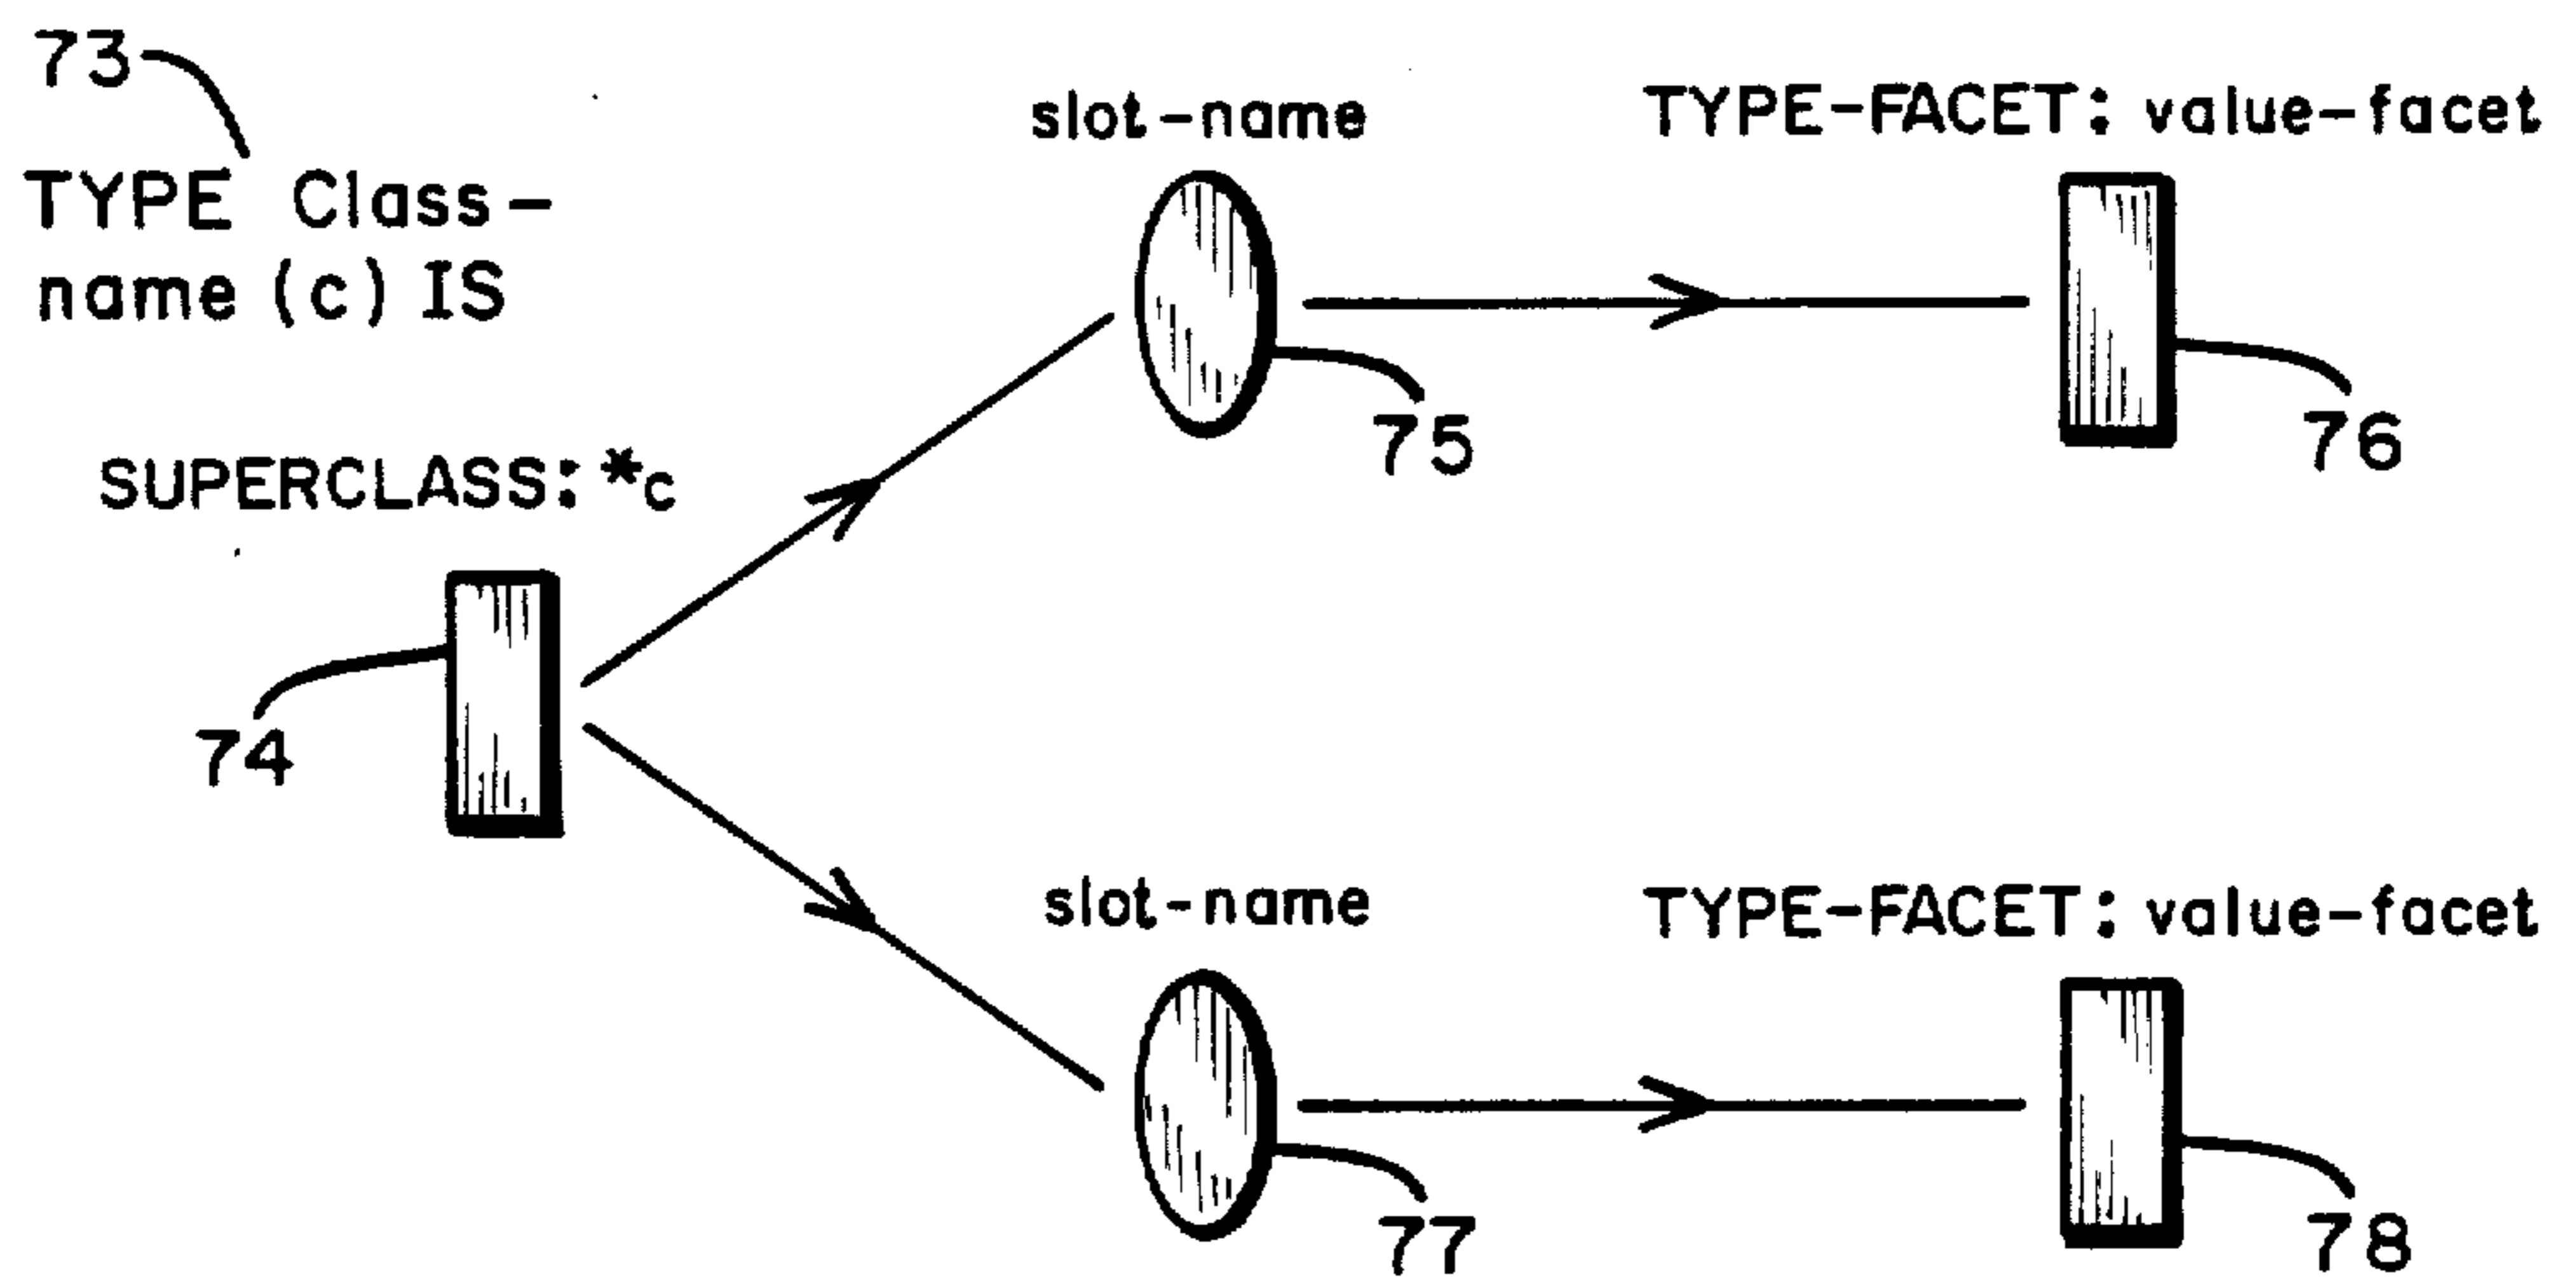 73
TYPE Class-
name (c) IS
slot-name
TYPE-FACET: value-facet
75
76
SUPERCLASS: *c
74
slot-name
TYPE-FACET: value-facet
77
78